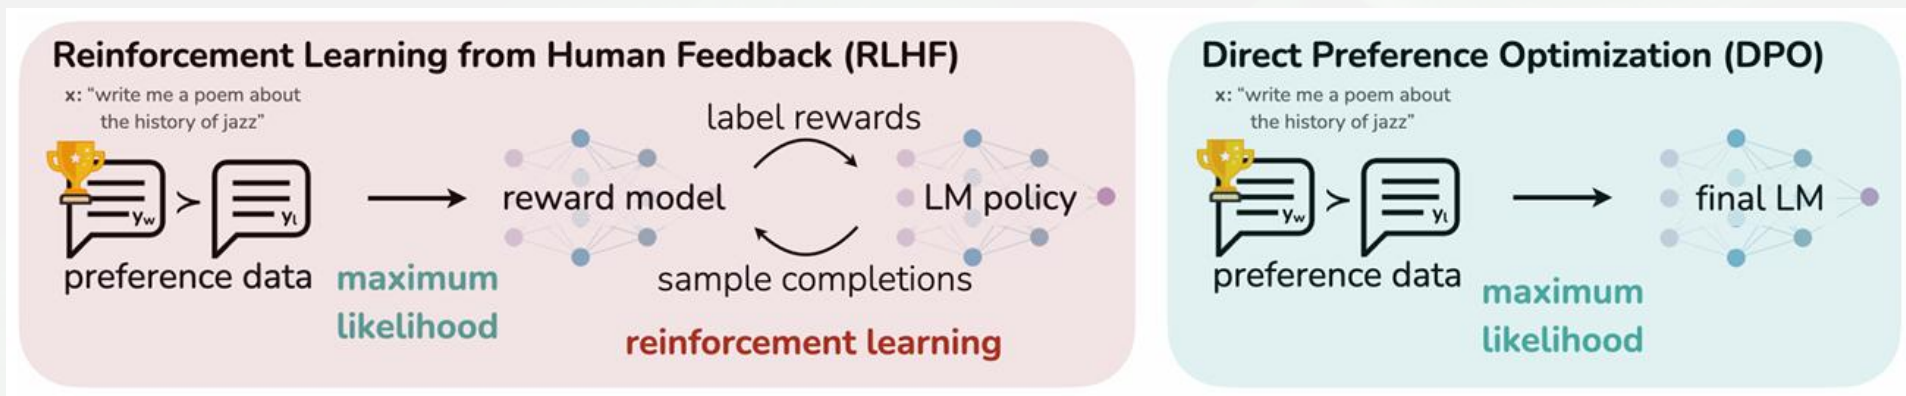 Reinforcement Learning from Human Feedback (RLHF)
x: “write me a poem about
the history of jazz”
label rewards
yw
≻
yl
reward model
LM policy
preference data
maximum
likelihood
sample completions
reinforcement learning
Direct Preference Optimization (DPO)
x: “write me a poem about
the history of jazz”
yw
≻
yl
final LM
preference data
maximum
likelihood